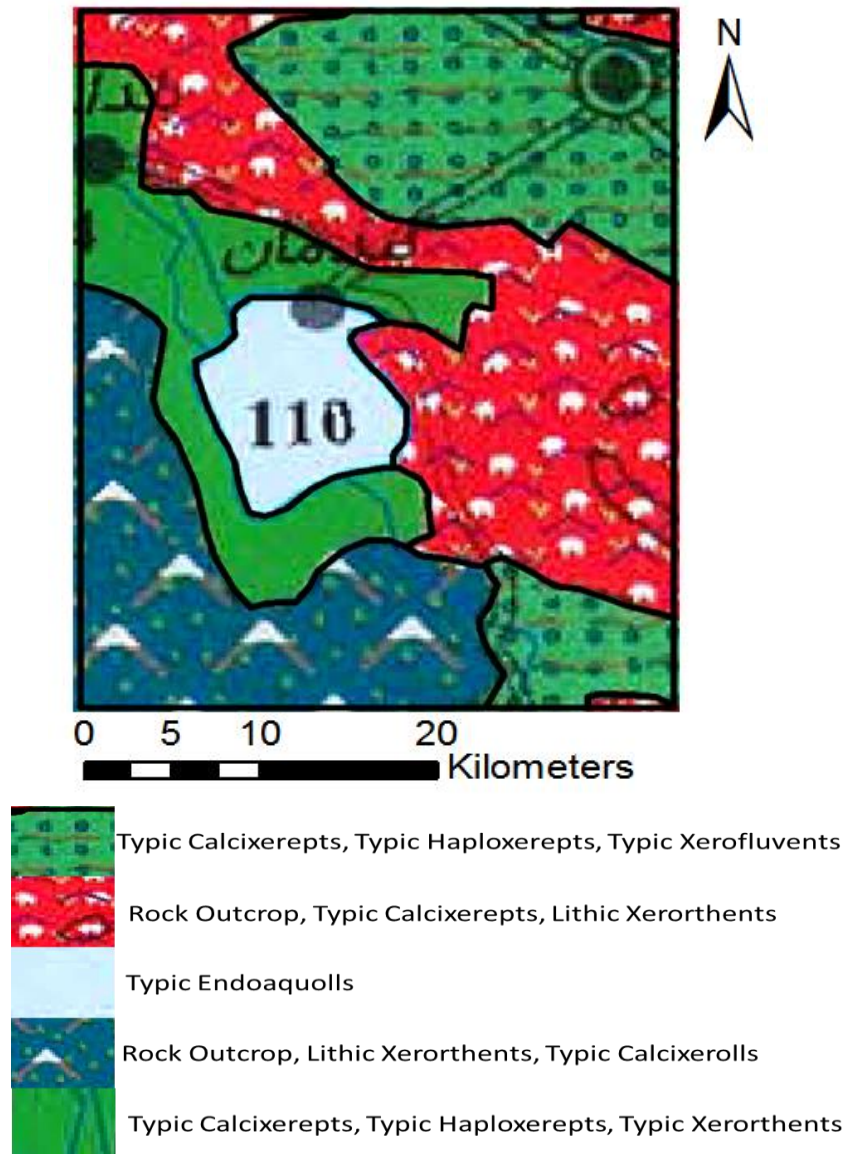 N
110
0 5 10 20
Kilometers
Typic Calcixerepts, Typic Haploxerepts, Typic Xerofluvents
Rock Outcrop, Typic Calcixerepts, Lithic Xerorthents
Typic Endoaquolls
Rock Outcrop, Lithic Xerorthents, Typic Calcixerolls
Typic Calcixerepts, Typic Haploxerepts, Typic Xerorthents